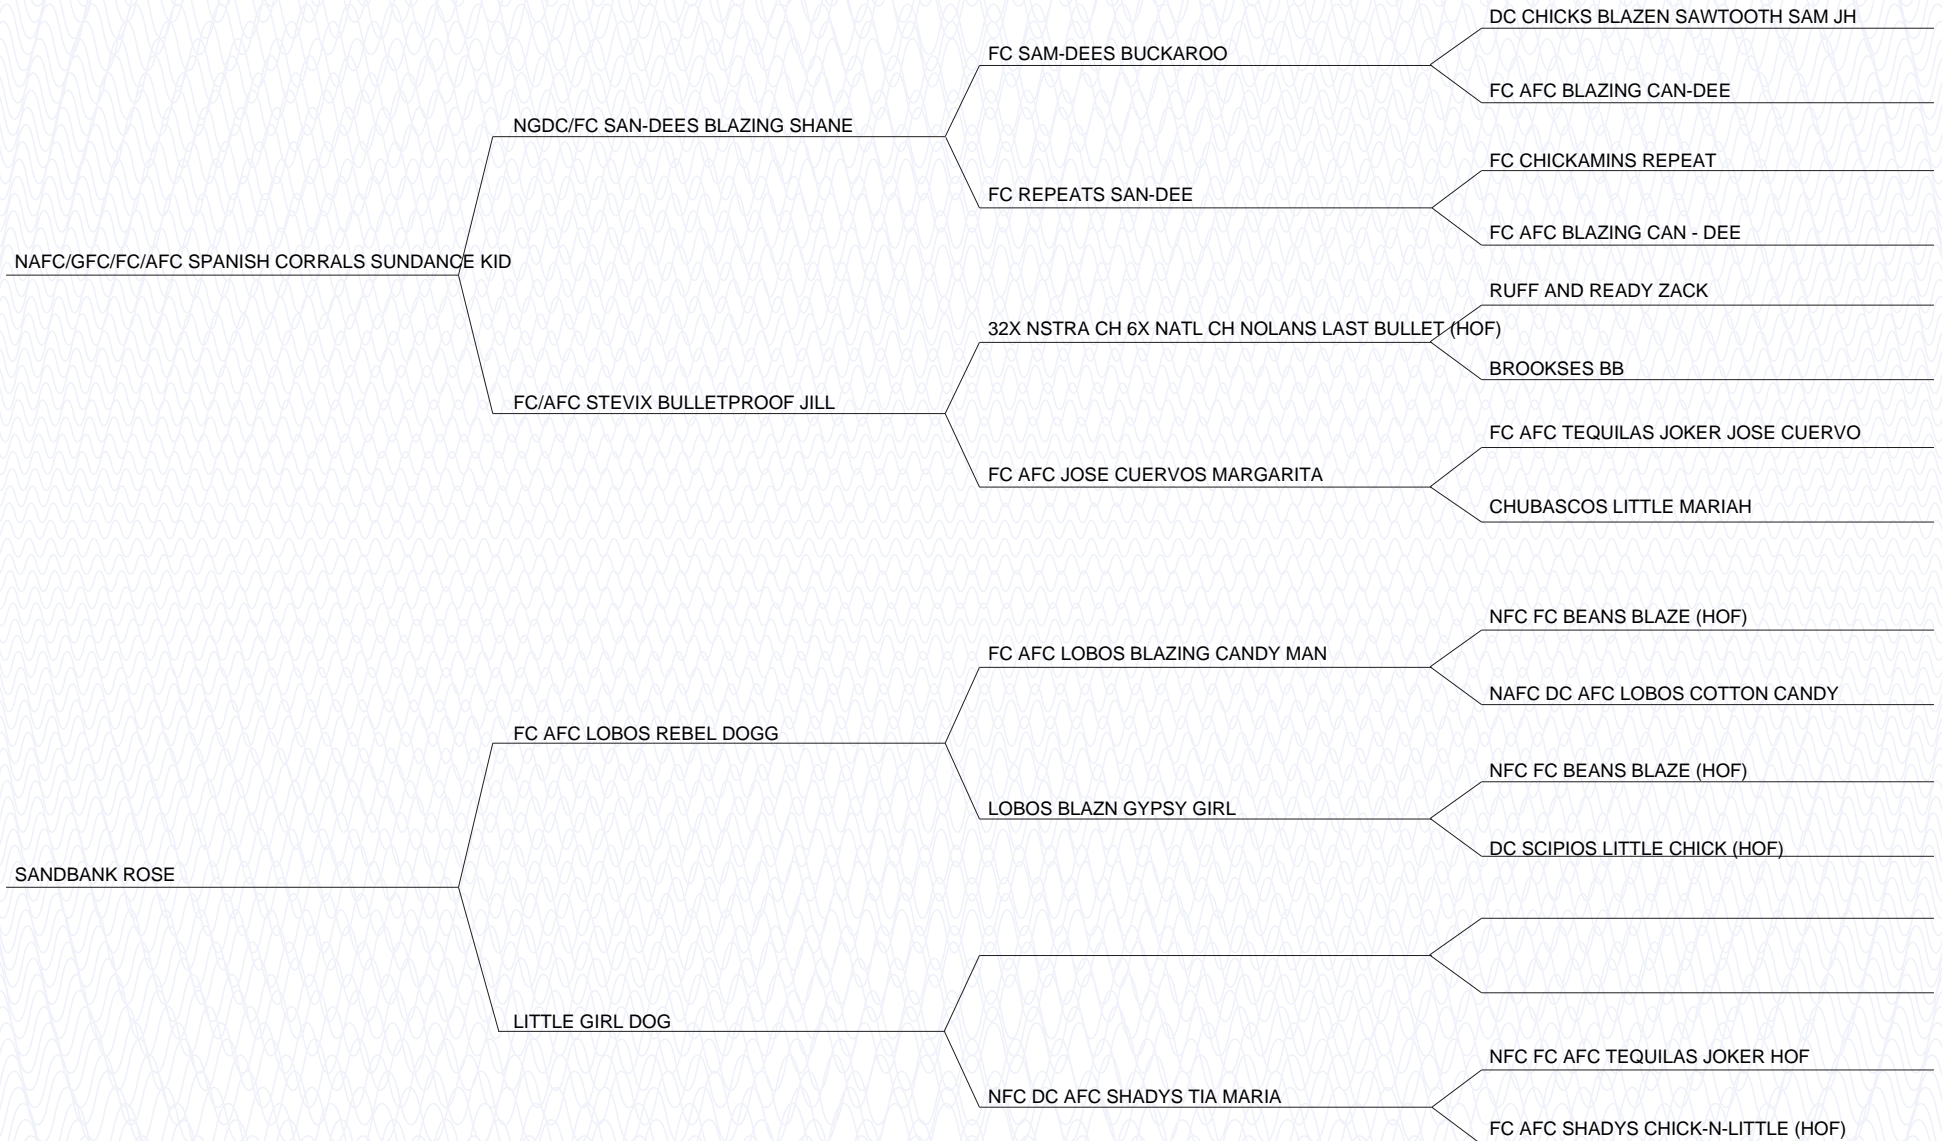 DC CHICKS BLAZEN SAWTOOTH SAM JH
FC SAM-DEES BUCKAROO
FC AFC BLAZING CAN-DEE
NGDC/FC SAN-DEES BLAZING SHANE
FC CHICKAMINS REPEAT
FC REPEATS SAN-DEE
FC AFC BLAZING CAN - DEE
NAFC/GFC/FC/AFC SPANISH CORRALS SUNDANCE KID
RUFF AND READY ZACK
32X NSTRA CH 6X NATL CH NOLANS LAST BULLET (HOF)
BROOKSES BB
FC/AFC STEVIX BULLETPROOF JILL
FC AFC TEQUILAS JOKER JOSE CUERVO
FC AFC JOSE CUERVOS MARGARITA
CHUBASCOS LITTLE MARIAH
NFC FC BEANS BLAZE (HOF)
FC AFC LOBOS BLAZING CANDY MAN
NAFC DC AFC LOBOS COTTON CANDY
FC AFC LOBOS REBEL DOGG
NFC FC BEANS BLAZE (HOF)
LOBOS BLAZN GYPSY GIRL
DC SCIPIOS LITTLE CHICK (HOF)
SANDBANK ROSE
LITTLE GIRL DOG
NFC FC AFC TEQUILAS JOKER HOF
NFC DC AFC SHADYS TIA MARIA
FC AFC SHADYS CHICK-N-LITTLE (HOF)